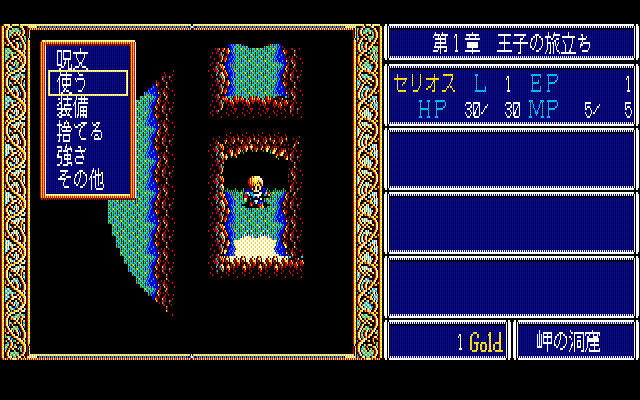 呪文
使う
装備
捨てる
強さ
その他
第1章 王子の旅立ち
セリオス L 1 EP 1
HP 30/ 30 MP 5/ 5
1 Gold
岬の洞窟